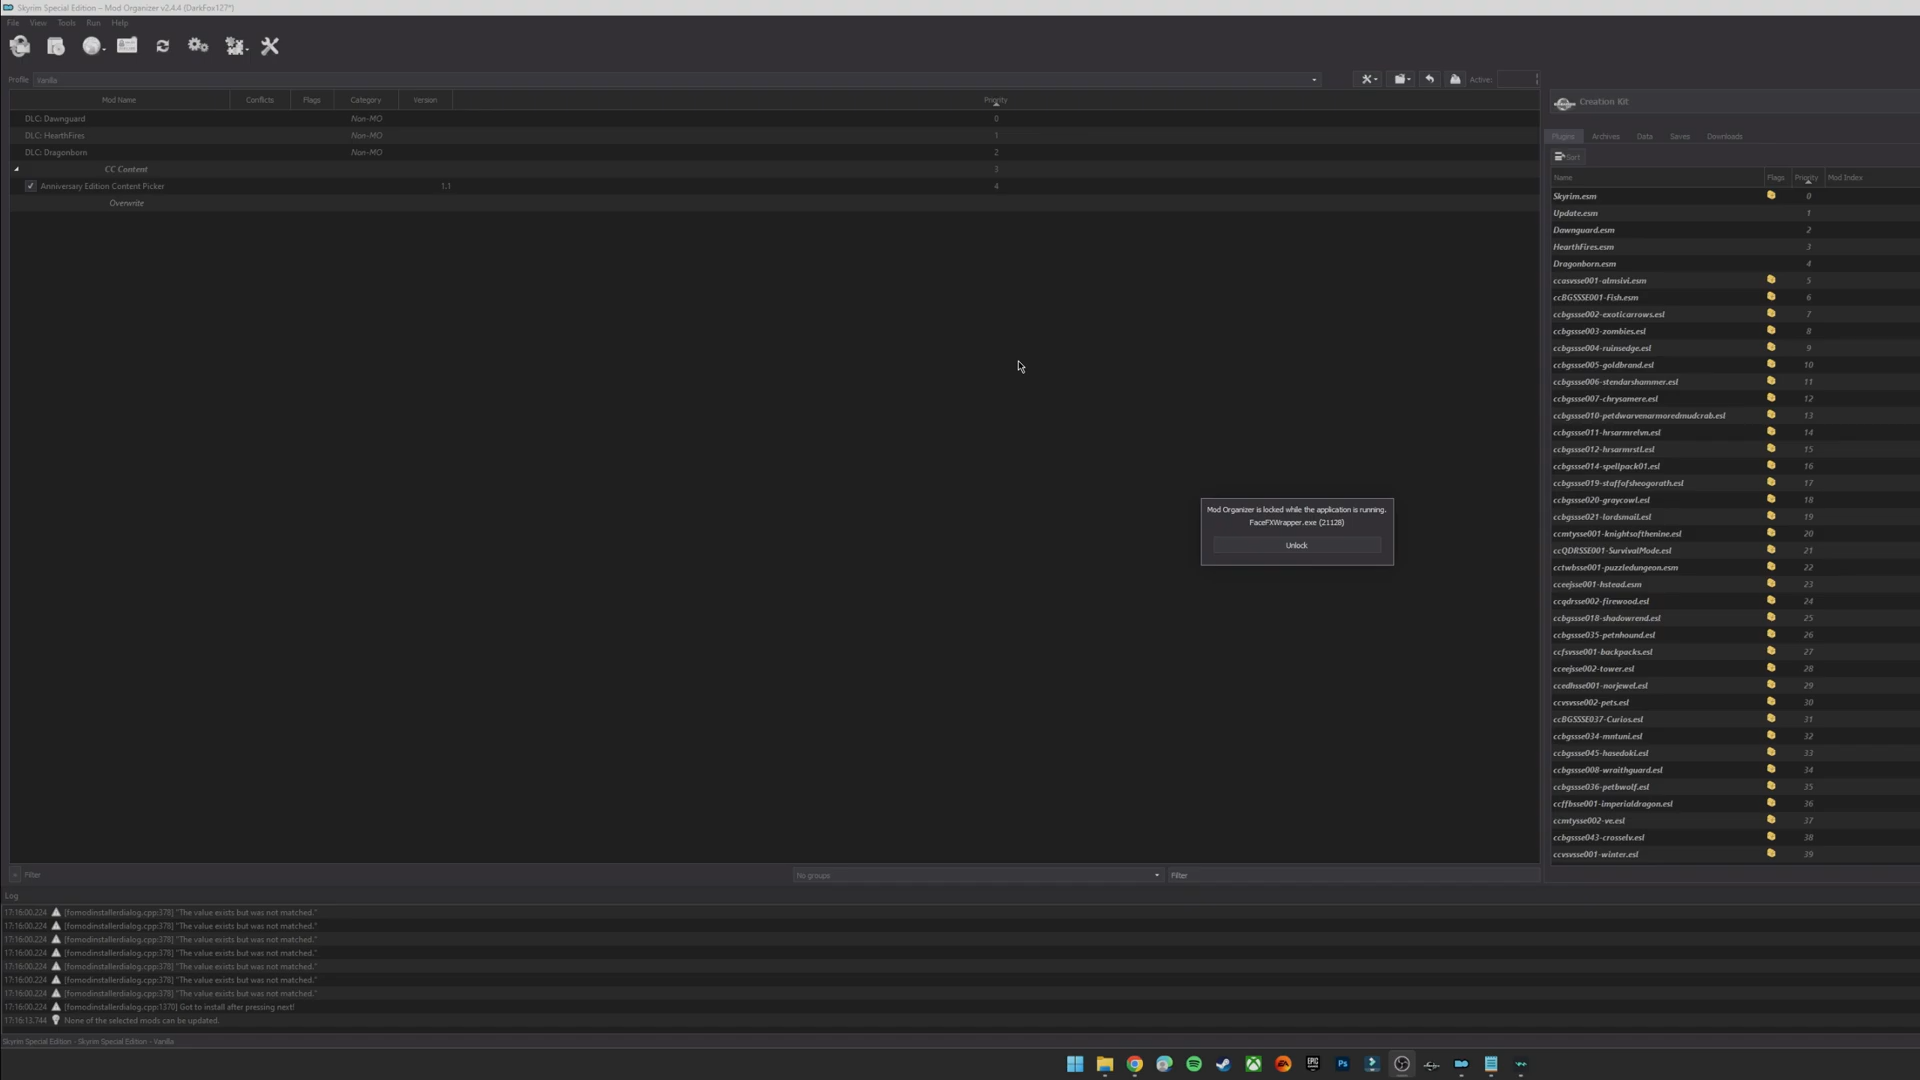 Skyrim Special Edition – Mod Organizer v2.4.4 (DarkFox127*)
File View Tools Run Help
Profile Vanilla Active:
Mod Name Conflicts Flags Category Version Priority
DLC: Dawnguard Non-MO 0
DLC: HearthFires Non-MO 1
DLC: Dragonborn Non-MO 2
CC Content 3
Anniversary Edition Content Picker 1.1 4
Overwrite
Mod Organizer is locked while the application is running.
FaceFXWrapper.exe (21128)
Unlock
Creation Kit
Plugins Archives Data Saves Downloads
Sort
Name Flags Priority Mod Index
Skyrim.esm 0
Update.esm 1
Dawnguard.esm 2
HearthFires.esm 3
Dragonborn.esm 4
ccasvsse001-almsivi.esm 5
ccBGSSSE001-Fish.esm 6
ccbgssse002-exoticarrows.esl 7
ccbgssse003-zombies.esl 8
ccbgssse004-ruinsedge.esl 9
ccbgssse005-goldbrand.esl 10
ccbgssse006-stendarshammer.esl 11
ccbgssse007-chrysamere.esl 12
ccbgssse010-petdwarvenarmoredmudcrab.esl 13
ccbgssse011-hrsarmrelvn.esl 14
ccbgssse012-hrsarmrstl.esl 15
ccbgssse014-spellpack01.esl 16
ccbgssse019-staffofsheogorath.esl 17
ccbgssse020-graycowl.esl 18
ccbgssse021-lordsmail.esl 19
ccmtysse001-knightsofthenine.esl 20
ccQDRSSE001-SurvivalMode.esl 21
cctwbsse001-puzzledungeon.esm 22
cceejsse001-hstead.esm 23
ccqdrsse002-firewood.esl 24
ccbgssse018-shadowrend.esl 25
ccbgssse035-petnhound.esl 26
ccfsvsse001-backpacks.esl 27
cceejsse002-tower.esl 28
ccedhsse001-norjewel.esl 29
ccvsvsse002-pets.esl 30
ccBGSSSE037-Curios.esl 31
ccbgssse034-mntuni.esl 32
ccbgssse045-hasedoki.esl 33
ccbgssse008-wraithguard.esl 34
ccbgssse036-petbwolf.esl 35
ccffbsse001-imperialdragon.esl 36
ccmtysse002-ve.esl 37
ccbgssse043-crosselv.esl 38
ccvsvsse001-winter.esl 39
Filter No groups Filter
Log
17:16:00.224 [fomodinstallerdialog.cpp:378] "The value exists but was not matched."
17:16:00.224 [fomodinstallerdialog.cpp:378] "The value exists but was not matched."
17:16:00.224 [fomodinstallerdialog.cpp:378] "The value exists but was not matched."
17:16:00.224 [fomodinstallerdialog.cpp:378] "The value exists but was not matched."
17:16:00.224 [fomodinstallerdialog.cpp:378] "The value exists but was not matched."
17:16:00.224 [fomodinstallerdialog.cpp:378] "The value exists but was not matched."
17:16:00.224 [fomodinstallerdialog.cpp:378] "The value exists but was not matched."
17:16:00.224 [fomodinstallerdialog.cpp:1370] Got to install after pressing next!
17:16:13.744 None of the selected mods can be updated.
Skyrim Special Edition - Skyrim Special Edition - Vanilla
EA
EPIC
Ps